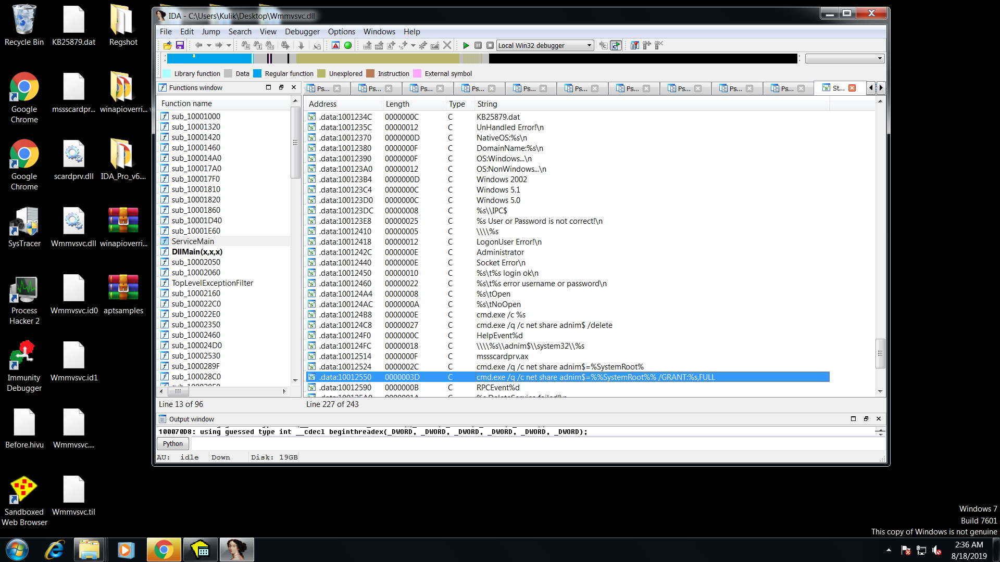 Recycle Bin
KB25879.dat
Regshot
Google Chrome
mssscardpr...
winapioverri...
Google Chrome
scardprv.dll
IDA_Pro_v6....
SysTracer
Wmmvsvc.dll
winapioverri...
Process Hacker 2
Wmmvsvc.id0
aptsamples
Immunity Debugger
Wmmvsvc.id1
Before.hivu
Wmmvsvc....
Sandboxed Web Browser
Wmmvsvc.til
IDA - C:\Users\Kulik\Desktop\Wmmvsvc.dll
File Edit Jump Search View Debugger Options Windows Help
Local Win32 debugger
Library function Data Regular function Unexplored Instruction External symbol
Functions window
Function name
sub_10001000
sub_10001320
sub_10001420
sub_10001460
sub_100014A0
sub_100017A0
sub_100017F0
sub_10001810
sub_10001820
sub_10001860
sub_10001D40
sub_10001E60
ServiceMain
DllMain(x,x,x)
sub_10002050
sub_10002060
TopLevelExceptionFilter
sub_10002160
sub_100022C0
sub_100022E0
sub_10002350
sub_10002460
sub_100024D0
sub_10002530
sub_1000289F
sub_100028C0
Line 13 of 96
Ps... Ps... Ps... Ps... Ps... Ps... Ps... Ps... Ps... Ps... St...
Address Length Type String
.data:1001234C 0000000C C KB25879.dat
.data:1001235C 00000012 C UnHandled Error!\n
.data:10012370 0000000D C NativeOS:%s\n
.data:10012380 0000000F C DomainName:%s\n
.data:10012390 0000000F C OS:Windows...\n
.data:100123A0 00000012 C OS:NonWindows...\n
.data:100123B4 0000000D C Windows 2002
.data:100123C4 0000000C C Windows 5.1
.data:100123D0 0000000C C Windows 5.0
.data:100123DC 00000008 C %s\\IPC$
.data:100123E8 00000025 C %s User or Password is not correct!\n
.data:10012410 00000005 C \\\\%s
.data:10012418 00000012 C LogonUser Error!\n
.data:1001242C 0000000E C Administrator
.data:10012440 0000000E C Socket Error\n
.data:10012450 00000010 C %s\t%s login ok\n
.data:10012460 00000022 C %s\t%s error username or password\n
.data:100124A4 00000008 C %s\tOpen
.data:100124AC 0000000A C %s\tNoOpen
.data:100124B8 0000000E C cmd.exe /c %s
.data:100124C8 00000027 C cmd.exe /q /c net share adnim$ /delete
.data:100124F0 0000000C C HelpEvent%d
.data:100124FC 00000018 C \\\\%s\\adnim$\\system32\\%s
.data:10012514 0000000F C mssscardprv.ax
.data:10012524 0000002C C cmd.exe /q /c net share adnim$=%SystemRoot%
.data:10012550 0000003D C cmd.exe /q /c net share adnim$=%%SystemRoot%% /GRANT:%s,FULL
.data:10012590 0000000B C RPCEvent%d
.data:100125A0 0000001A C %s DeleteService failed!\n
Line 227 of 243
Output window
100070D8: using guessed type int __cdecl beginthreadex(_DWORD, _DWORD, _DWORD, _DWORD, _DWORD, _DWORD);
Python
AU: idle Down Disk: 19GB
Windows 7
Build 7601
This copy of Windows is not genuine
2:36 AM
8/18/2019